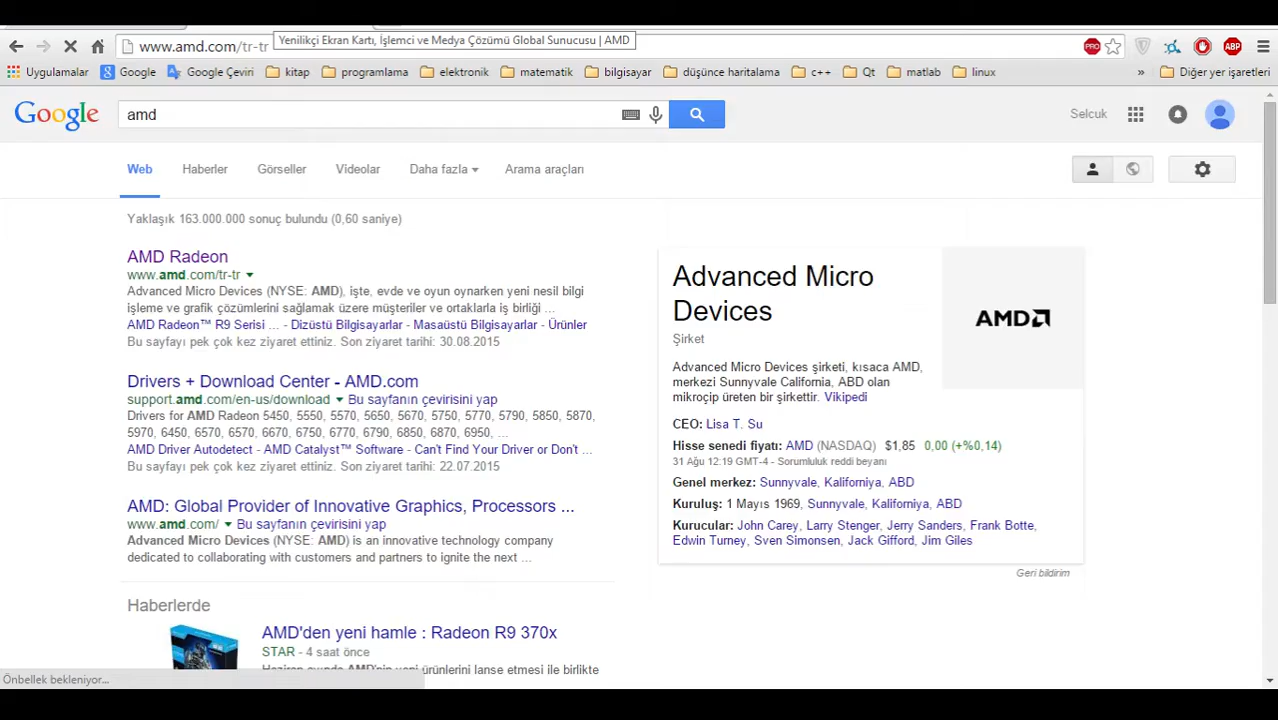 Yenilikçi Ekran Kartı, İşlemci ve Medya Çözümü Global Sunucusu | AMD
www.amd.com/tr-tr
PRO
ABP
Uygulamalar
Google
Google Çeviri
kitap
programlama
elektronik
matematik
bilgisayar
düşünce haritalama
c++
Qt
matlab
linux
»
Diğer yer işaretleri
Google
amd
Selcuk
Web
Haberler
Görseller
Videolar
Daha fazla
Arama araçları
Yaklaşık 163.000.000 sonuç bulundu (0,60 saniye)
AMD Radeon
www.amd.com/tr-tr
Advanced Micro Devices (NYSE: AMD), işte, evde ve oyun oynarken yeni nesil bilgi
işleme ve grafik çözümlerini sağlamak üzere müşteriler ve ortaklarla iş birliği ...
AMD Radeon™ R9 Serisi ... - Dizüstü Bilgisayarlar - Masaüstü Bilgisayarlar - Ürünler
Bu sayfayı pek çok kez ziyaret ettiniz. Son ziyaret tarihi: 30.08.2015
Drivers + Download Center - AMD.com
support.amd.com/en-us/download Bu sayfanın çevirisini yap
Drivers for AMD Radeon 5450, 5550, 5570, 5650, 5670, 5750, 5770, 5790, 5850, 5870,
5970, 6450, 6570, 6570, 6670, 6750, 6770, 6790, 6850, 6870, 6950, ...
AMD Driver Autodetect - AMD Catalyst™ Software - Can't Find Your Driver or Don't ...
Bu sayfayı pek çok kez ziyaret ettiniz. Son ziyaret tarihi: 22.07.2015
AMD: Global Provider of Innovative Graphics, Processors ...
www.amd.com/ Bu sayfanın çevirisini yap
Advanced Micro Devices (NYSE: AMD) is an innovative technology company
dedicated to collaborating with customers and partners to ignite the next ...
Haberlerde
AMD'den yeni hamle : Radeon R9 370x
STAR - 4 saat önce
Haziran ayında AMD'nin yeni ürünlerini lanse etmesi ile birlikte
Advanced Micro
Devices
Şirket
AMD
Advanced Micro Devices şirketi, kısaca AMD,
merkezi Sunnyvale California, ABD olan
mikroçip üreten bir şirkettir. Vikipedi
CEO: Lisa T. Su
Hisse senedi fiyatı: AMD (NASDAQ) $1,85 0,00 (+%0,14)
31 Ağu 12:19 GMT-4 - Sorumluluk reddi beyanı
Genel merkez: Sunnyvale, Kaliforniya, ABD
Kuruluş: 1 Mayıs 1969, Sunnyvale, Kaliforniya, ABD
Kurucular: John Carey, Larry Stenger, Jerry Sanders, Frank Botte,
Edwin Turney, Sven Simonsen, Jack Gifford, Jim Giles
Geri bildirim
Önbellek bekleniyor...